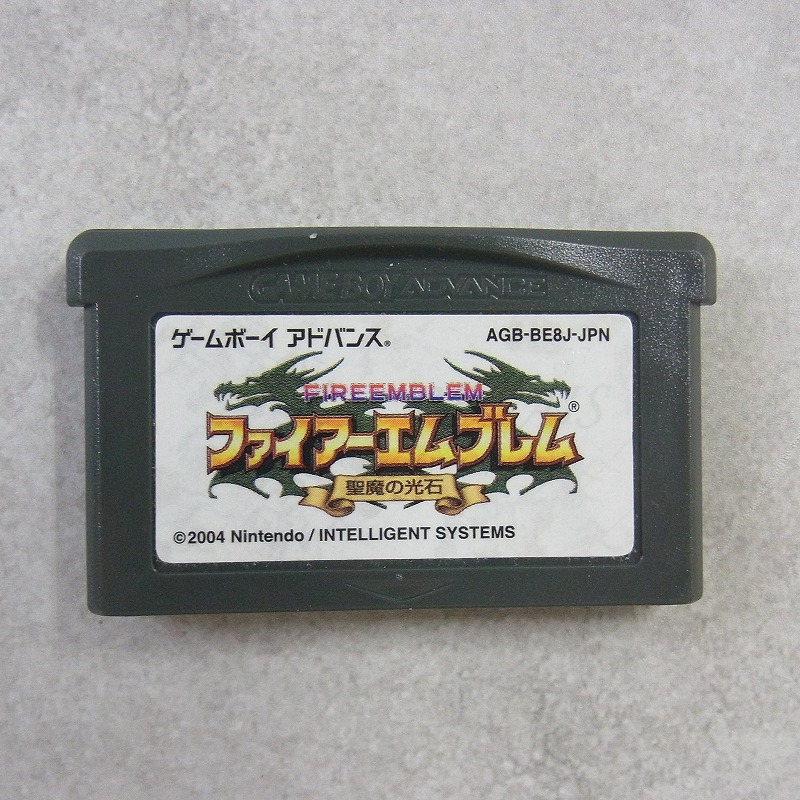 GAME BOY ADVANCE
ゲームボーイ アドバンス® AGB-BE8J-JPN
FIREEMBLEM
ファイアーエムブレム®
聖魔の光石
©2004 Nintendo / INTELLIGENT SYSTEMS